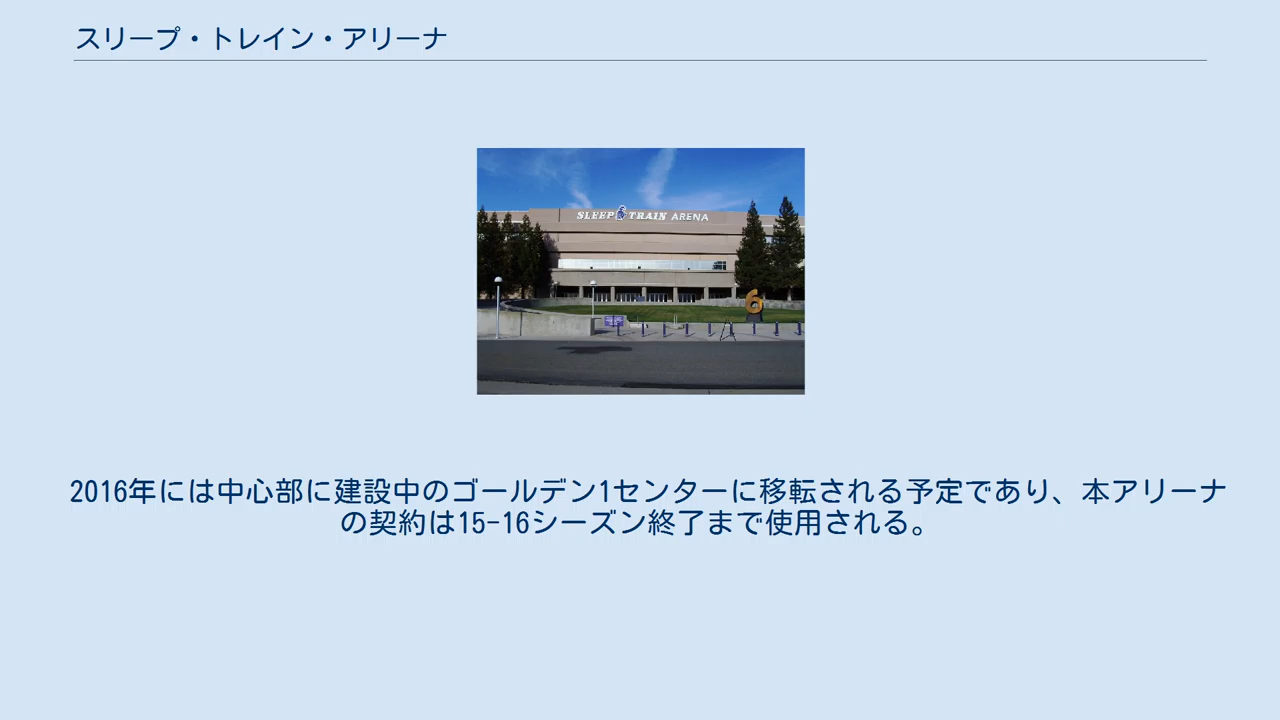 スリープ・トレイン・アリーナ
SLEEP TRAIN ARENA
6
2016年には中心部に建設中のゴールデン1センターに移転される予定であり、本アリーナ
の契約は15-16シーズン終了まで使用される。